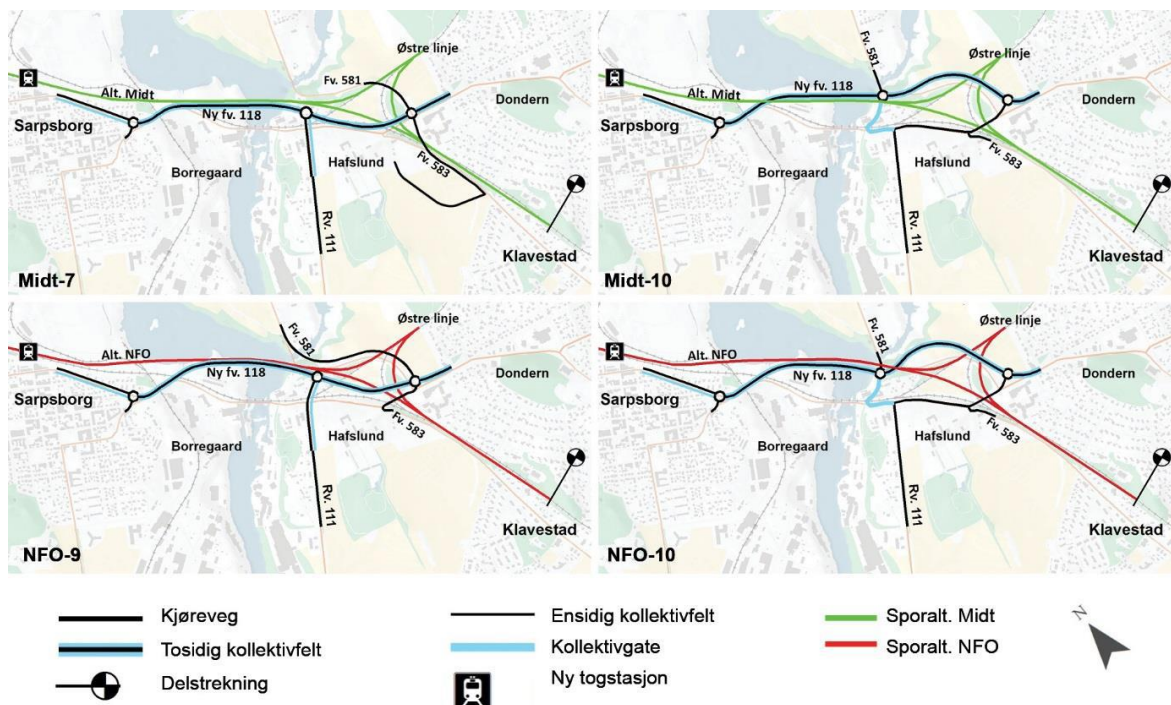 Østre linje
Fv. 581
Alt. Midt
Ny fv. 118
Dondern
Sarpsborg
Borregaard
Hafslund
Fv. 583
Rv. 111
Klavestad
Midt-7
Østre linje
Fv. 581
Alt. Midt
Ny fv. 118
Dondern
Sarpsborg
Borregaard
Hafslund
Fv. 583
Rv. 111
Klavestad
Midt-10
Østre linje
Fv. 581
Alt. NFO
Ny fv. 118
Dondern
Sarpsborg
Fv. 583
Borregaard
Hafslund
Rv. 111
Klavestad
NFO-9
Østre linje
Fv. 581
Alt. NFO
Ny fv. 118
Dondern
Sarpsborg
Fv. 583
Borregaard
Hafslund
Rv. 111
Klavestad
NFO-10
Kjøreveg
Ensidig kollektivfelt
Sporalt. Midt
N
Tosidig kollektivfelt
Kollektivgate
Sporalt. NFO
Delstrekning
Ny togstasjon